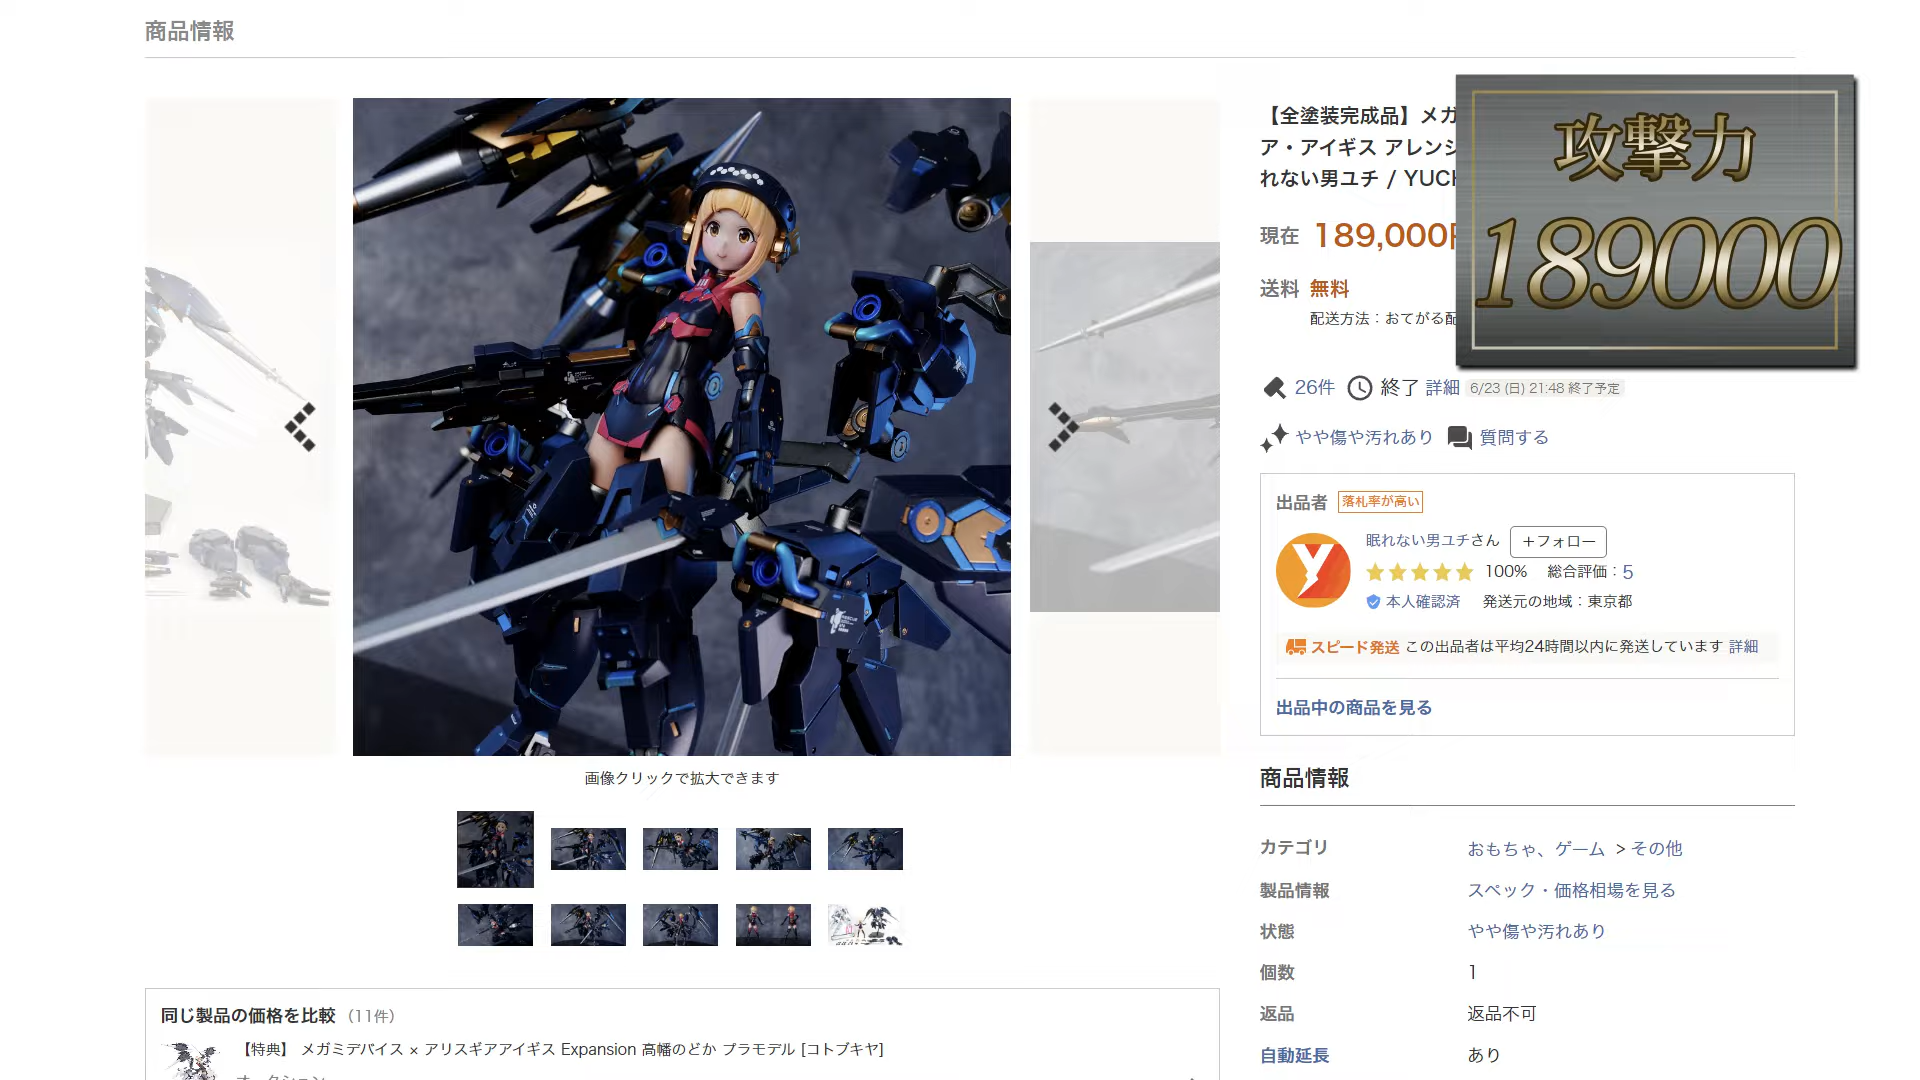 商品情報
【全塗装完成品】メガ
ア・アイギス アレンジ
れない男ユチ / YUCH
現在 189,000
送料 無料
配送方法：おてがる配
攻撃力
189000
26件 終了 詳細 6/23 (日) 21:48 終了予定
やや傷や汚れあり 質問する
出品者 落札率が高い
眠れない男ユチさん ＋フォロー
100% 総合評価：5
本人確認済 発送元の地域：東京都
スピード発送 この出品者は平均24時間以内に発送しています 詳細
出品中の商品を見る
画像クリックで拡大できます
商品情報
カテゴリ おもちゃ、ゲーム > その他
製品情報 スペック・価格相場を見る
状態 やや傷や汚れあり
個数 1
返品 返品不可
自動延長 あり
同じ製品の価格を比較 （11件）
【特典】 メガミデバイス × アリスギアアイギス Expansion 高幡のどか プラモデル [コトブキヤ]
オークション